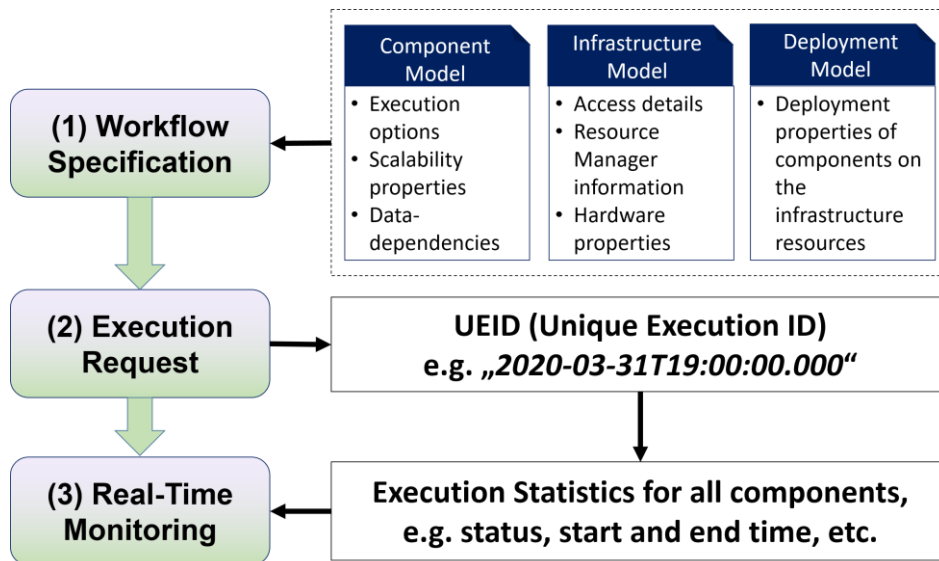 Component
Model
• Execution
options
• Scalability
properties
• Data-
dependencies
Infrastructure
Model
• Access details
• Resource
Manager
information
• Hardware
properties
Deployment
Model
• Deployment
properties of
components on
the
infrastructure
resources
(1) Workflow
Specification
(2) Execution
Request
UEID (Unique Execution ID)
e.g. „2020-03-31T19:00:00.000“
(3) Real-Time
Monitoring
Execution Statistics for all components,
e.g. status, start and end time, etc.